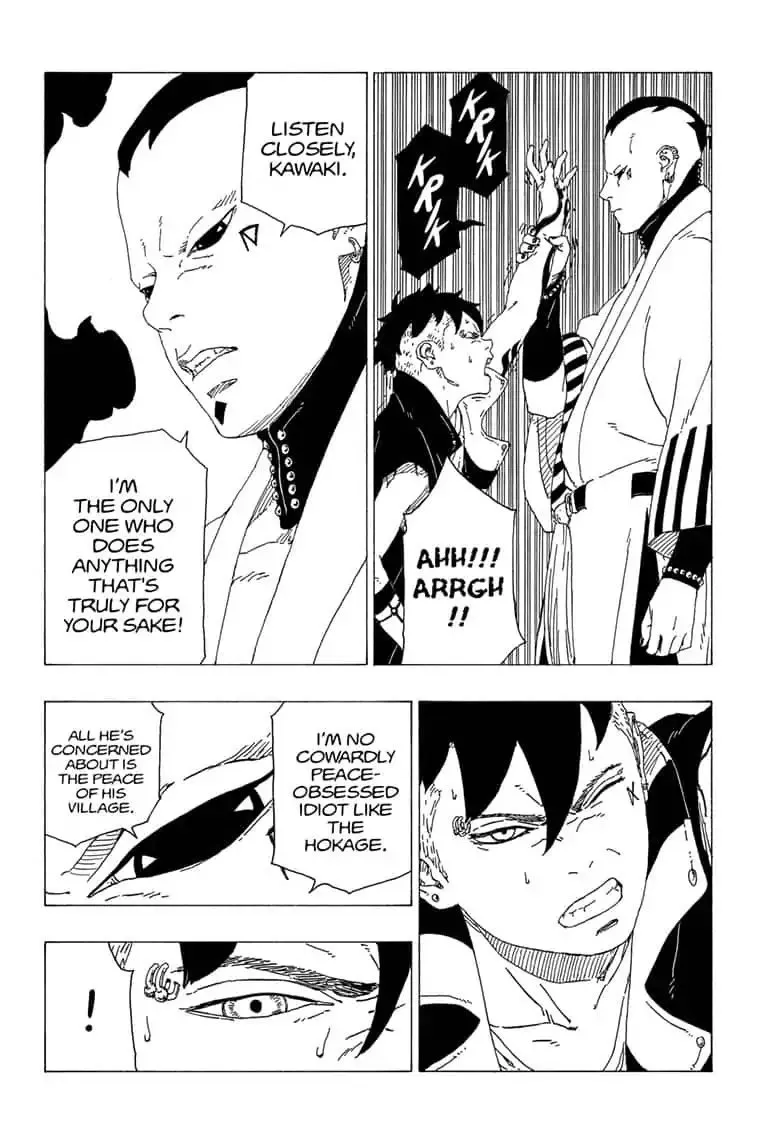 KRIK
KRIK
AHH!!!
ARRGH
!!
LISTEN
CLOSELY,
KAWAKI.
I'M
THE ONLY
ONE WHO
DOES
ANYTHING
THAT'S
TRULY FOR
YOUR SAKE!
I'M NO
COWARDLY
PEACE-
OBSESSED
IDIOT LIKE
THE
HOKAGE.
ALL HE'S
CONCERNED
ABOUT IS
THE PEACE
OF HIS
VILLAGE.
!